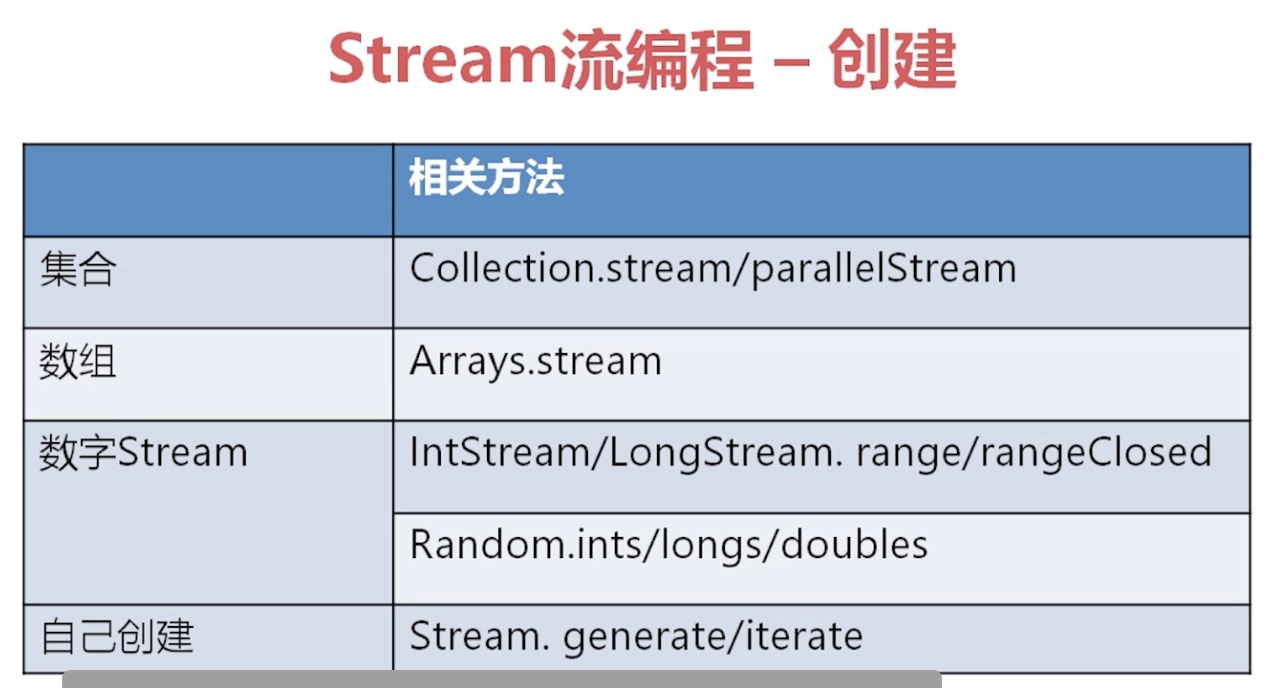 Stream流编程 – 创建
相关方法
集合
Collection.stream/parallelStream
数组
Arrays.stream
数字Stream
IntStream/LongStream. range/rangeClosed
Random.ints/longs/doubles
自己创建
Stream. generate/iterate